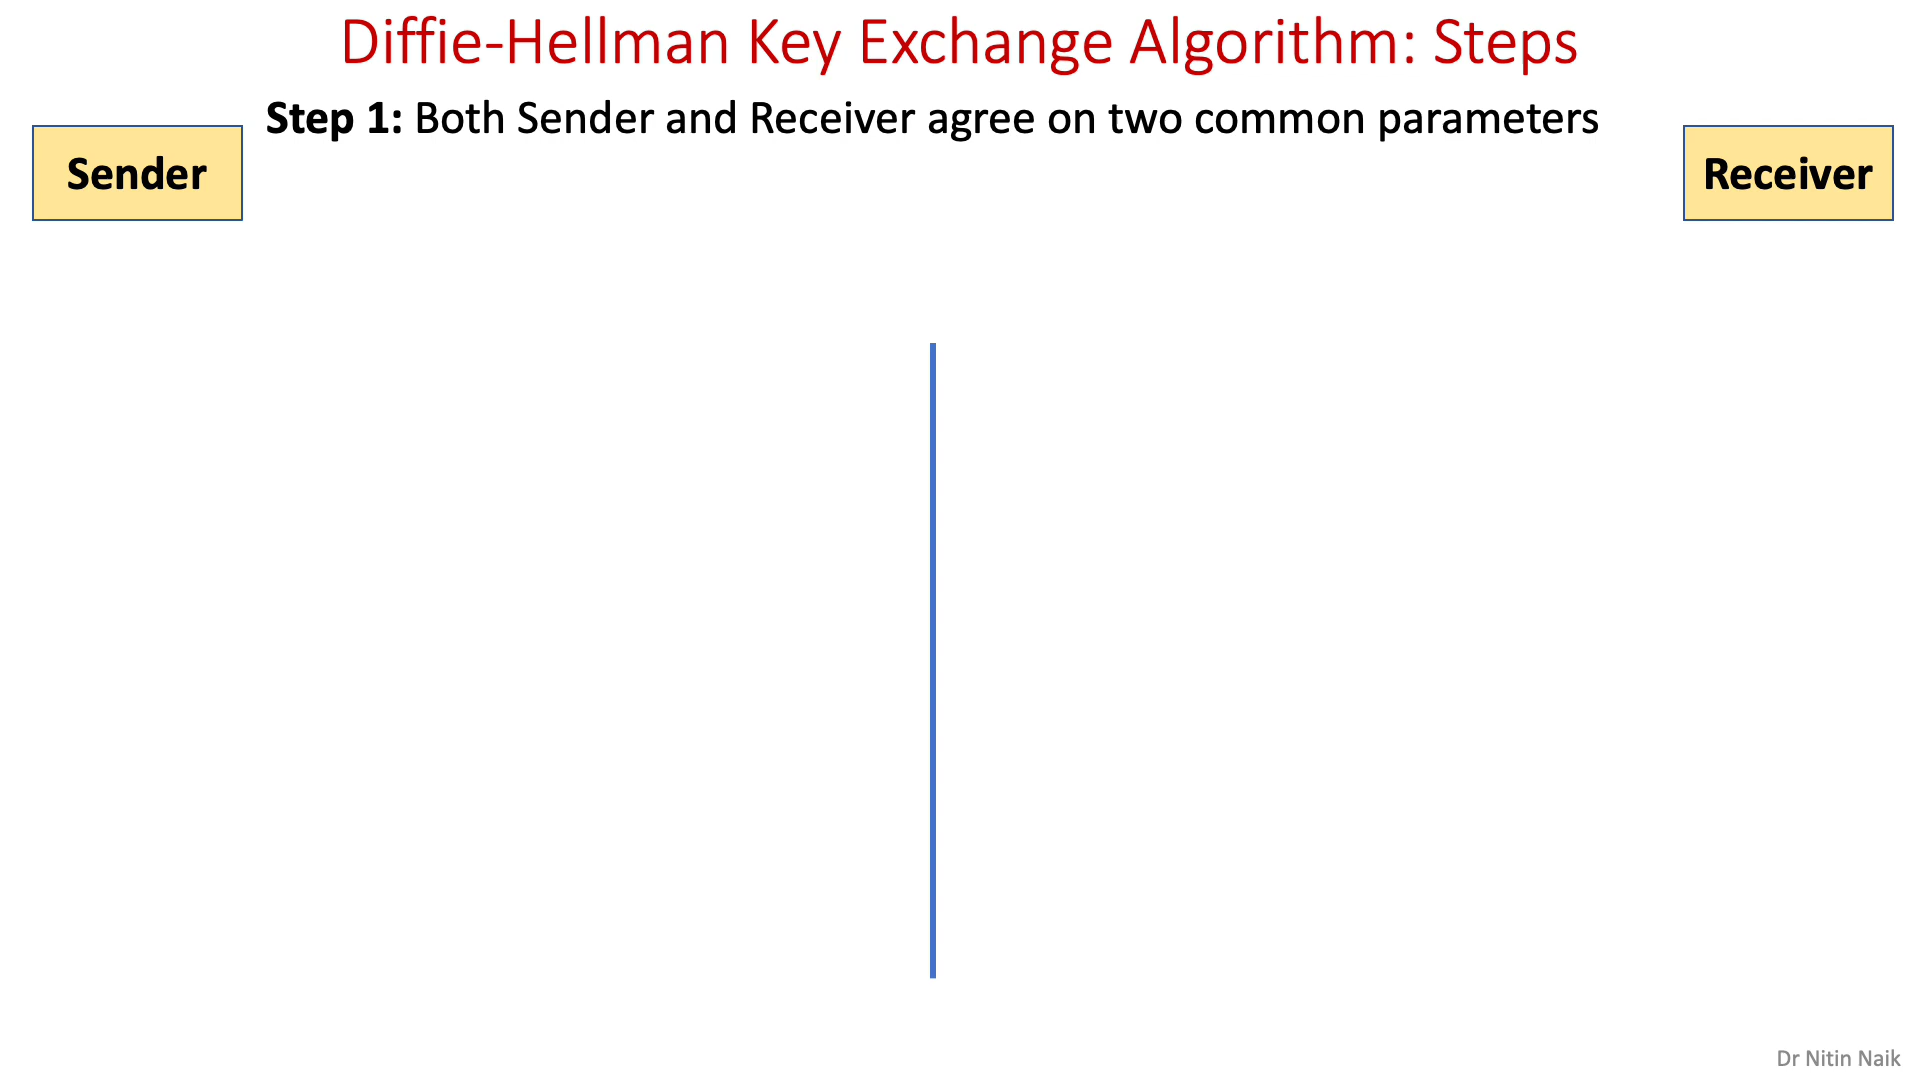 Diffie-Hellman Key Exchange Algorithm: Steps
Step 1: Both Sender and Receiver agree on two common parameters
Sender
Receiver
Dr Nitin Naik